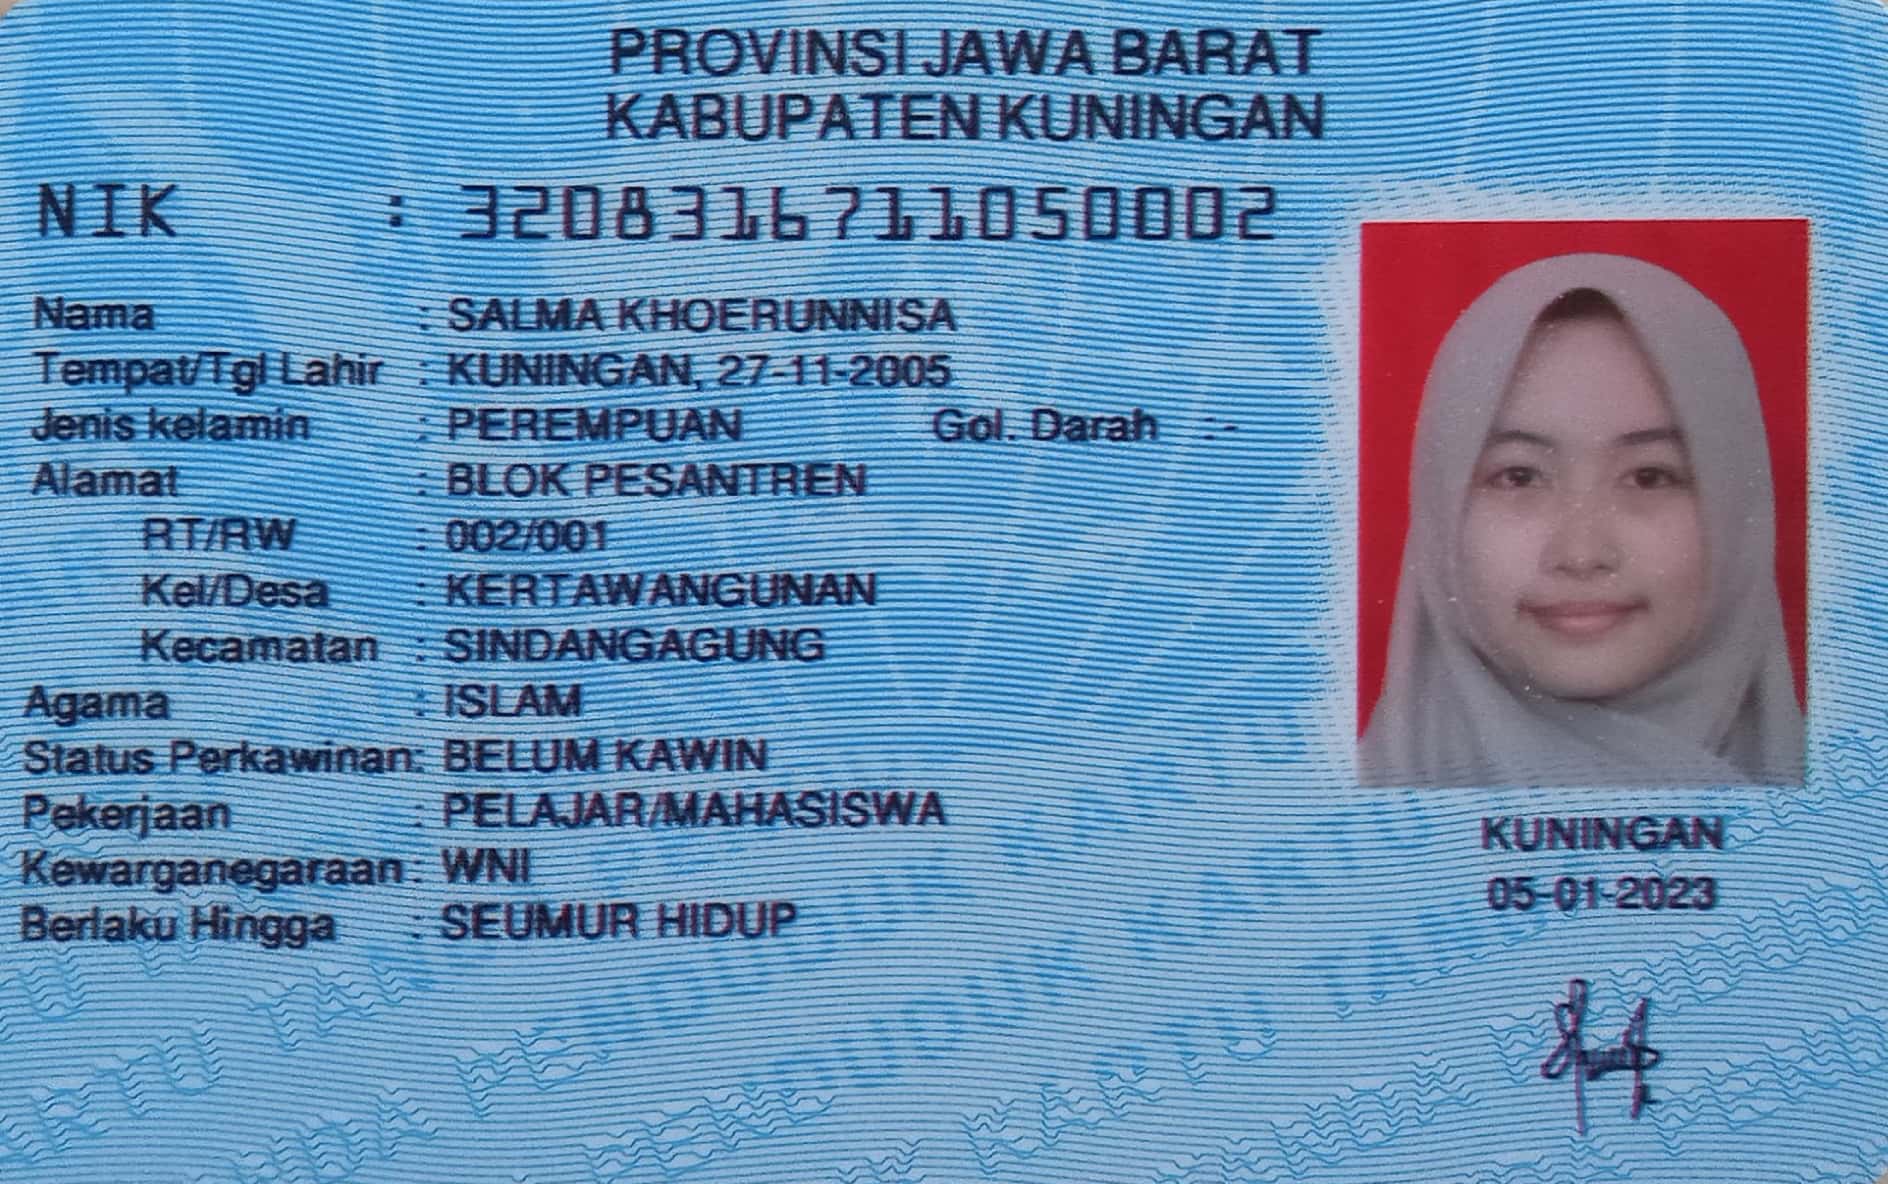 PROVINSI JAWA BARAT
KABUPATEN KUNINGAN
NIK : 3208316711050002
Nama : SALMA KHOERUNNISA
Tempat/Tgl Lahir : KUNINGAN, 27-11-2005
Jenis kelamin : PEREMPUAN Gol. Darah : -
Alamat : BLOK PESANTREN
RT/RW : 002/001
Kel/Desa : KERTAWANGUNAN
Kecamatan : SINDANGAGUNG
Agama : ISLAM
Status Perkawinan: BELUM KAWIN
Pekerjaan : PELAJAR/MAHASISWA
Kewarganegaraan : WNI
Berlaku Hingga : SEUMUR HIDUP
KUNINGAN
05-01-2023